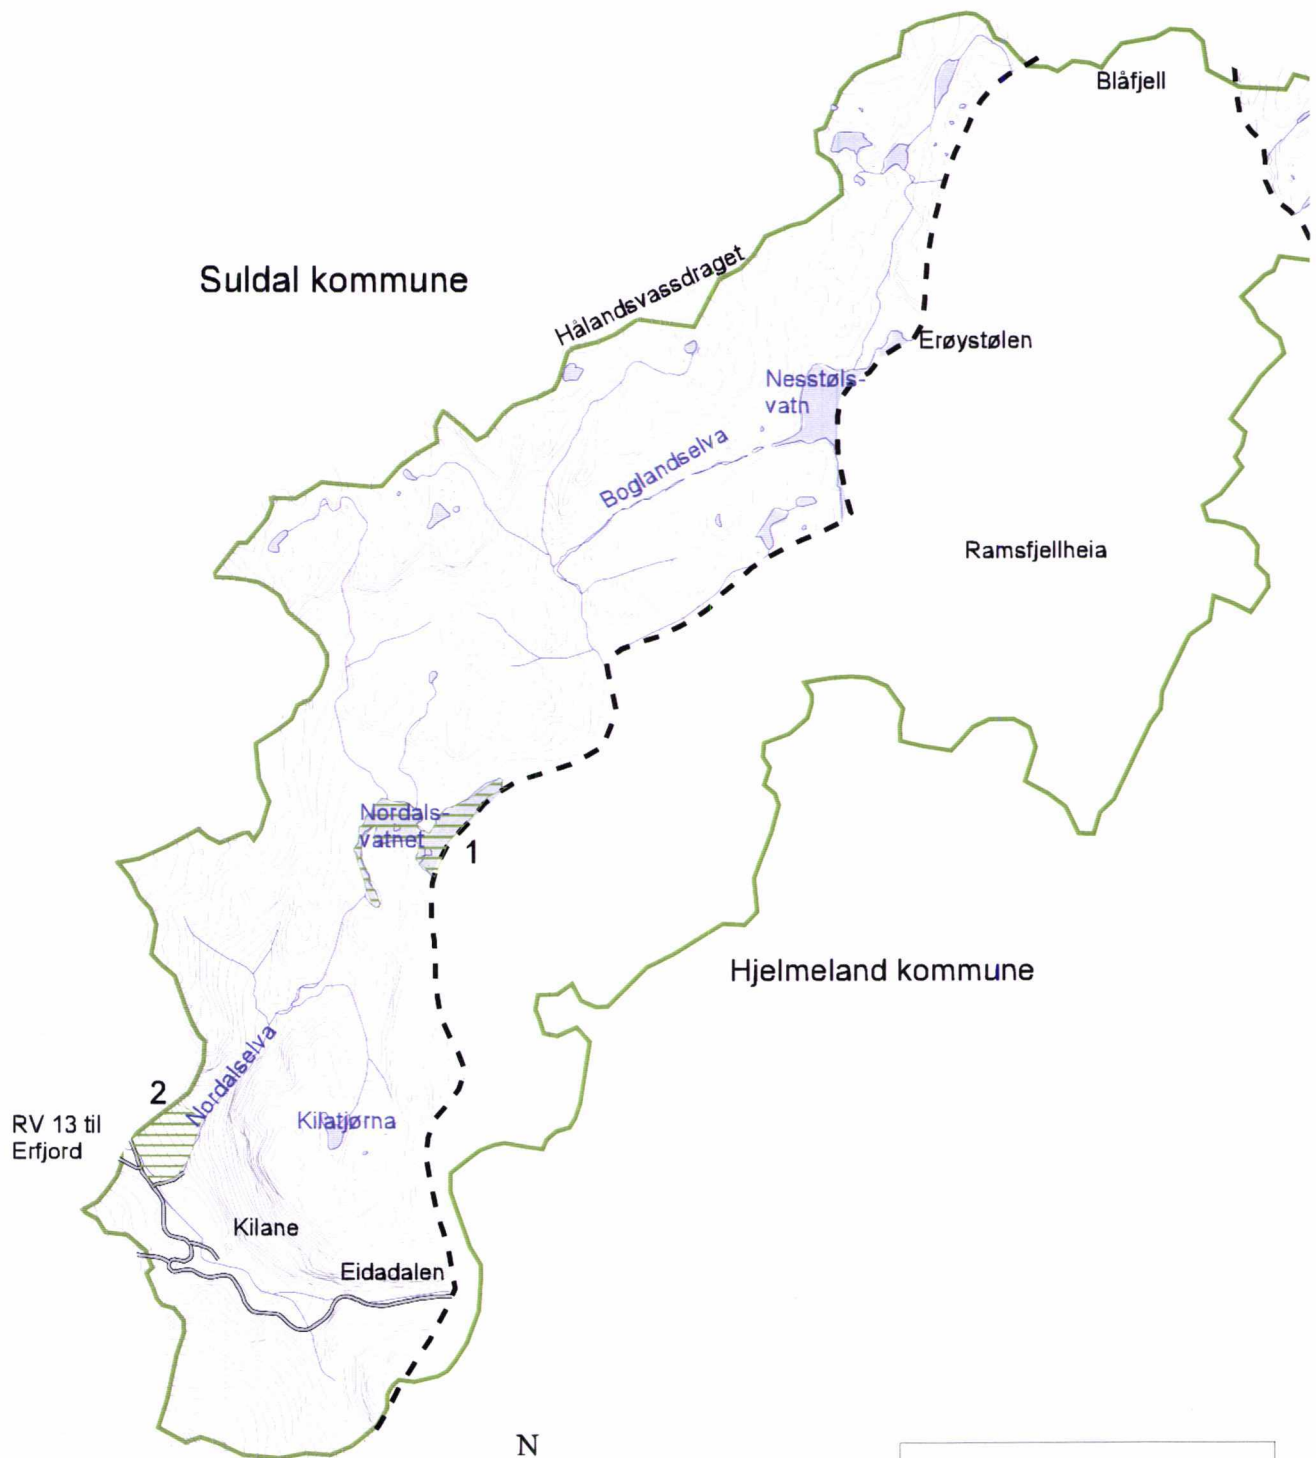 Blåfjell
Suldal kommune
Hålandsvassdraget
Erøystølen
Nesstøls-
vatn
Boglandselva
Ramsfjellheia
Nordals-
vatnet
1
Hjelmeland kommune
Nordalselva
2
Kilatjørna
RV 13 til
Erfjord
Kilane
Eidadalen
N